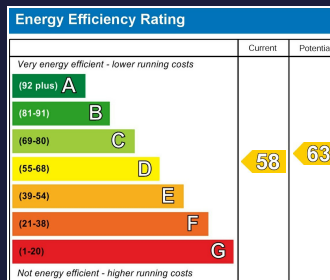 Energy Efficiency Rating
Current Potentia
Very energy efficient - lower running costs
(92 plus) A
(81-91) B
(69-80) C
(55-68) D
58 63
(39-54) E
(21-38) F
(1-20) G
Not energy efficient - higher running costs